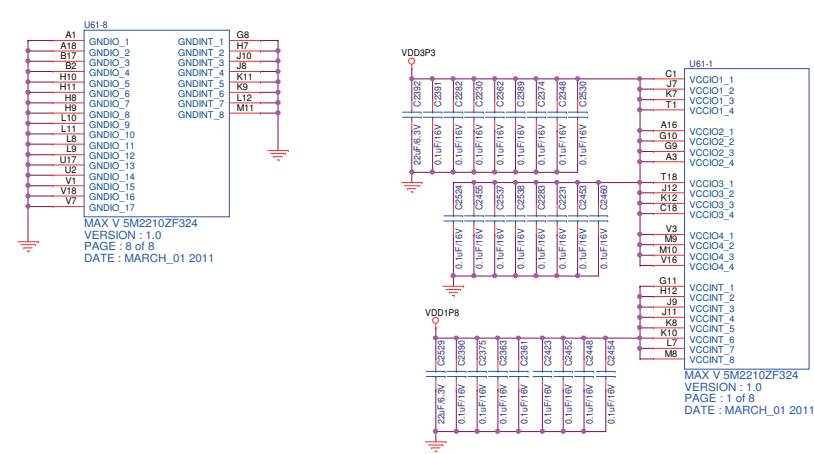 U61-8
A1 GNDIO_1
A18 GNDIO_2
B17 GNDIO_3
B2 GNDIO_4
H10 GNDIO_5
H11 GNDIO_6
H8 GNDIO_7
H9 GNDIO_8
L10 GNDIO_9
L11 GNDIO_10
L8 GNDIO_11
L9 GNDIO_12
U17 GNDIO_13
U2 GNDIO_14
V1 GNDIO_15
V18 GNDIO_16
V7 GNDIO_17
GNDINT_1 G8
GNDINT_2 H7
GNDINT_3 J10
GNDINT_4 J8
GNDINT_5 K11
GNDINT_6 K9
GNDINT_7 L12
GNDINT_8 M11
MAX V 5M2210ZF324
VERSION : 1.0
PAGE : 8 of 8
DATE : MARCH_01 2011
VDD3P3
C2392 22uF/6.3V
C2391 0.1uF/16V
C2282 0.1uF/16V
C2230 0.1uF/16V
C2262 0.1uF/16V
C2389 0.1uF/16V
C2374 0.1uF/16V
C2348 0.1uF/16V
C2530 0.1uF/16V
C2524 0.1uF/16V
C2455 0.1uF/16V
C2537 0.1uF/16V
C2538 0.1uF/16V
C2283 0.1uF/16V
C2231 0.1uF/16V
C2453 0.1uF/16V
C2460 0.1uF/16V
VDD1P8
C2529 22uF/6.3V
C2390 0.1uF/16V
C2375 0.1uF/16V
C2363 0.1uF/16V
C2361 0.1uF/16V
C2423 0.1uF/16V
C2452 0.1uF/16V
C2448 0.1uF/16V
C2454 0.1uF/16V
U61-1
C1 VCCIO1_1
J7 VCCIO1_2
K7 VCCIO1_3
T1 VCCIO1_4
A16 VCCIO2_1
G10 VCCIO2_2
G9 VCCIO2_3
A3 VCCIO2_4
T18 VCCIO3_1
J12 VCCIO3_2
K12 VCCIO3_3
C18 VCCIO3_4
V3 VCCIO4_1
M9 VCCIO4_2
M10 VCCIO4_3
V16 VCCIO4_4
G11 VCCINT_1
H12 VCCINT_2
J9 VCCINT_3
J11 VCCINT_4
K8 VCCINT_5
K10 VCCINT_6
L7 VCCINT_7
M8 VCCINT_8
MAX V 5M2210ZF324
VERSION : 1.0
PAGE : 1 of 8
DATE : MARCH_01 2011